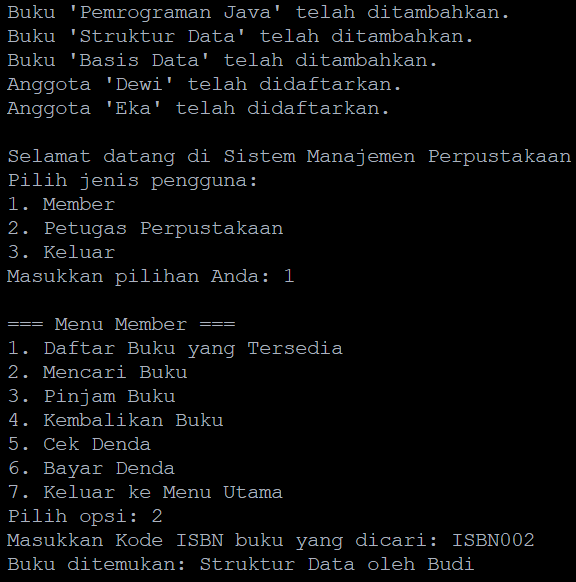 Buku 'Pemrograman Java' telah ditambahkan.
Buku 'Struktur Data' telah ditambahkan.
Buku 'Basis Data' telah ditambahkan.
Anggota 'Dewi' telah didaftarkan.
Anggota 'Eka' telah didaftarkan.
Selamat datang di Sistem Manajemen Perpustakaan
Pilih jenis pengguna:
1. Member
2. Petugas Perpustakaan
3. Keluar
Masukkan pilihan Anda: 1
=== Menu Member ===
1. Daftar Buku yang Tersedia
2. Mencari Buku
3. Pinjam Buku
4. Kembalikan Buku
5. Cek Denda
6. Bayar Denda
7. Keluar ke Menu Utama
Pilih opsi: 2
Masukkan Kode ISBN buku yang dicari: ISBN002
Buku ditemukan: Struktur Data oleh Budi